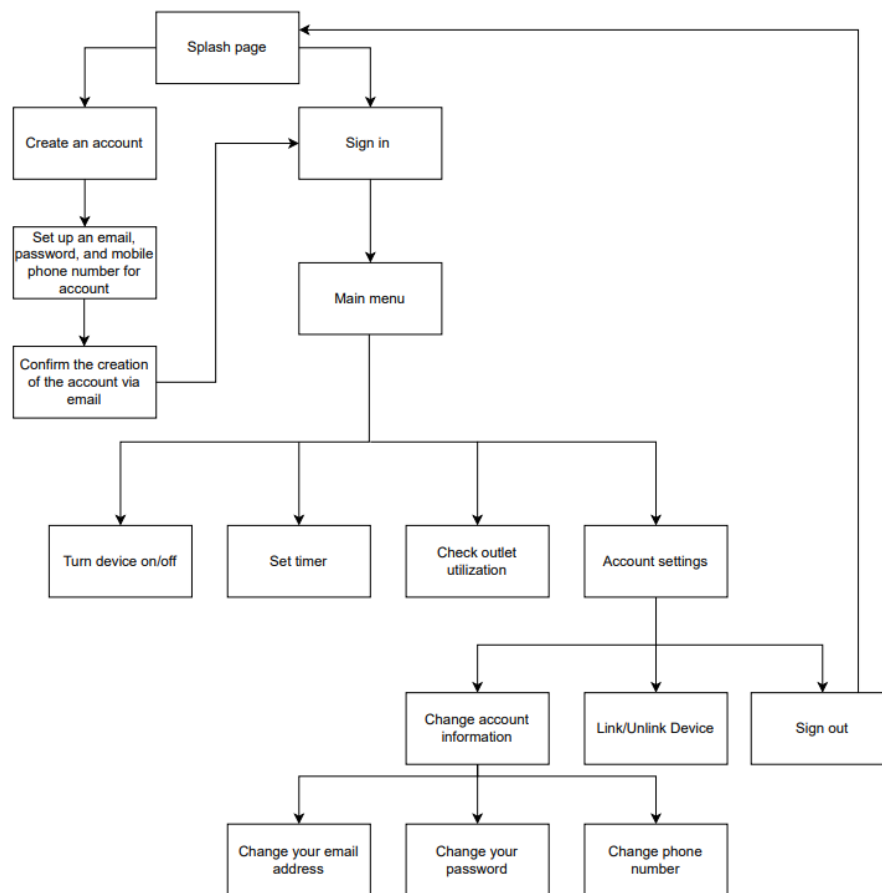 Splash page
Create an account
Sign in
Set up an email,
password, and mobile
phone number for
account
Main menu
Confirm the creation
of the account via
email
Turn device on/off
Set timer
Check outlet
utilization
Account settings
Change account
information
Link/Unlink Device
Sign out
Change your email
address
Change your
password
Change phone
number